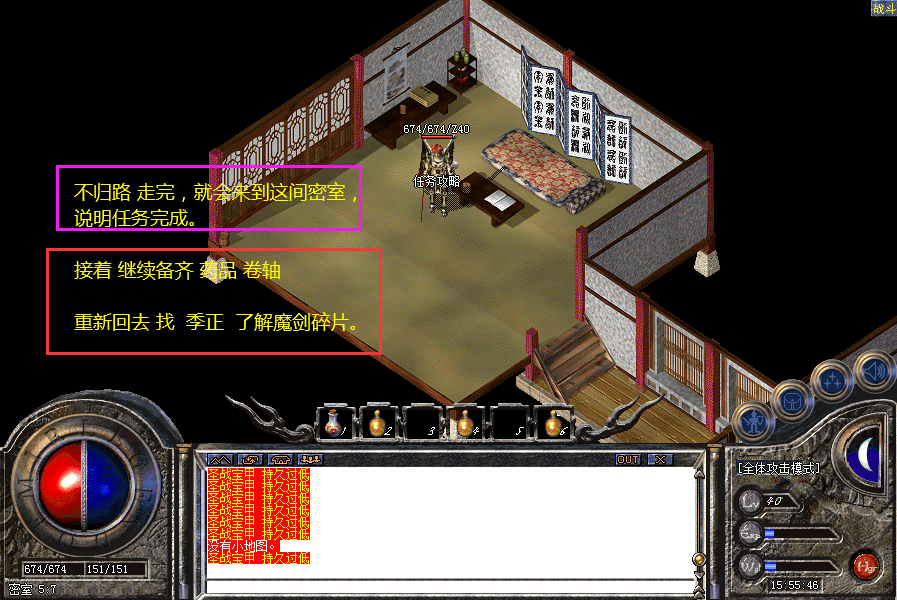 战斗
674/674/Z40
任务攻略
不归路 走完，就会来到这间密室，
说明任务完成。
接着 继续备齐 药品 卷轴
重新回去 找 季正 了解魔剑碎片。
1 2 3 4 5 6
OUT
[全体攻击模式]
圣战宝甲 持久过低
圣战宝甲 持久过低
圣战宝甲 持久过低
圣战宝甲 持久过低
圣战宝甲 持久过低
圣战宝甲 持久过低
没有小地图。
圣战宝甲 持久过低
Lv 40
Exp
W
Hgr
674/674 151/151
密室 5:7
15:55:46